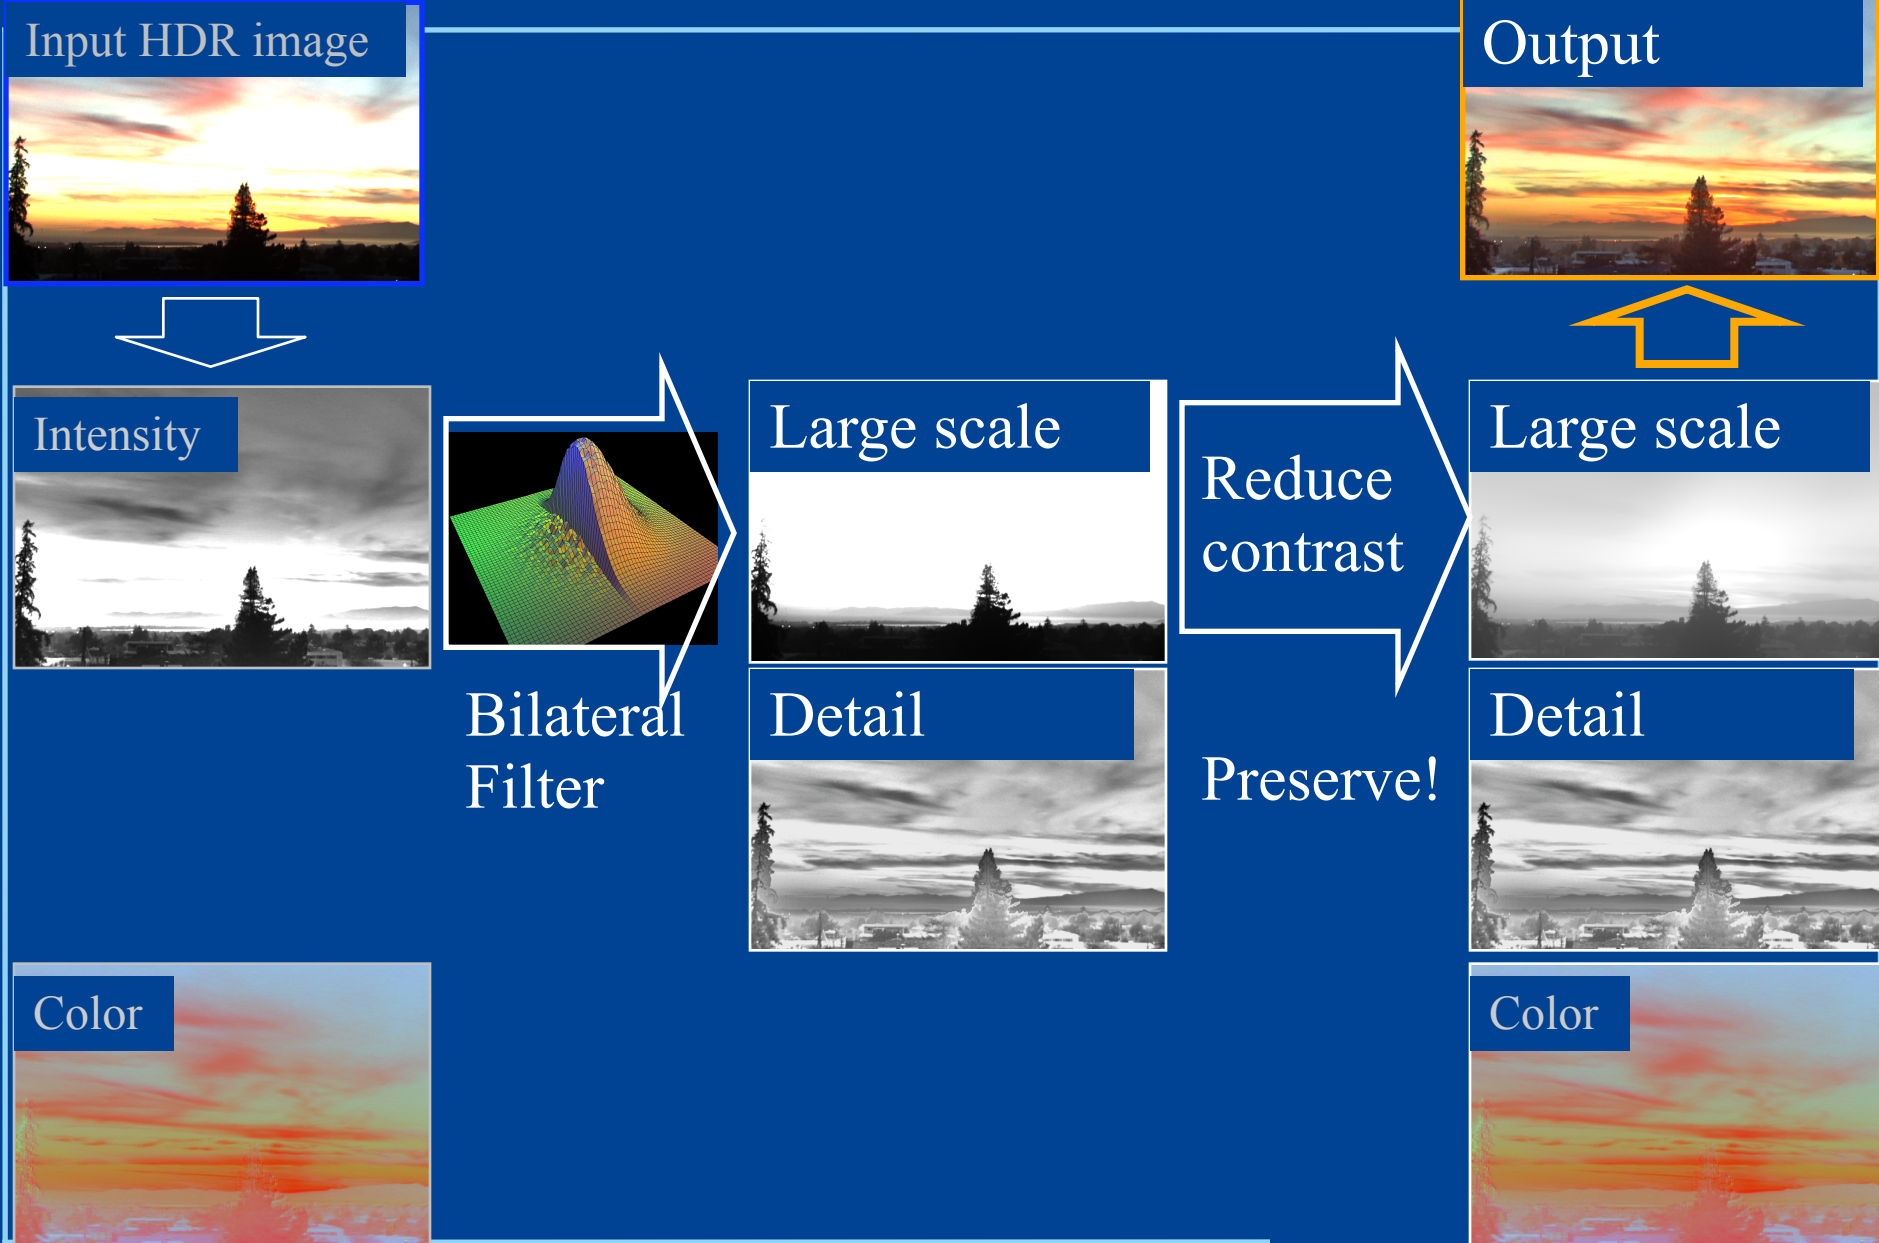 Input HDR image
Output
Intensity
Large scale
Reduce
contrast
Large scale
Bilateral
Filter
Detail
Preserve!
Detail
Color
Color